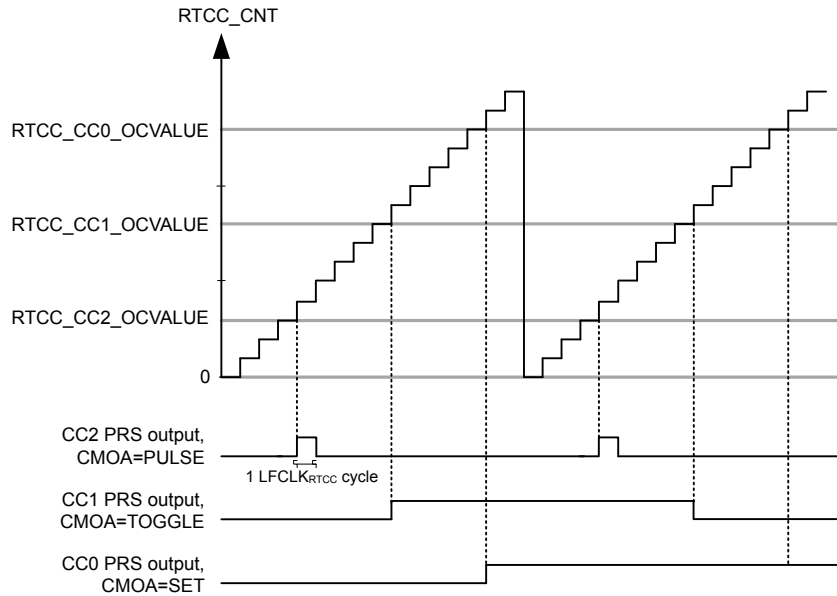 RTCC_CNT
RTCC_CC0_OCVALUE
RTCC_CC1_OCVALUE
RTCC_CC2_OCVALUE
0
CC2 PRS output,
CMOA=PULSE
1 LFCLKRTCC cycle
CC1 PRS output,
CMOA=TOGGLE
CC0 PRS output,
CMOA=SET